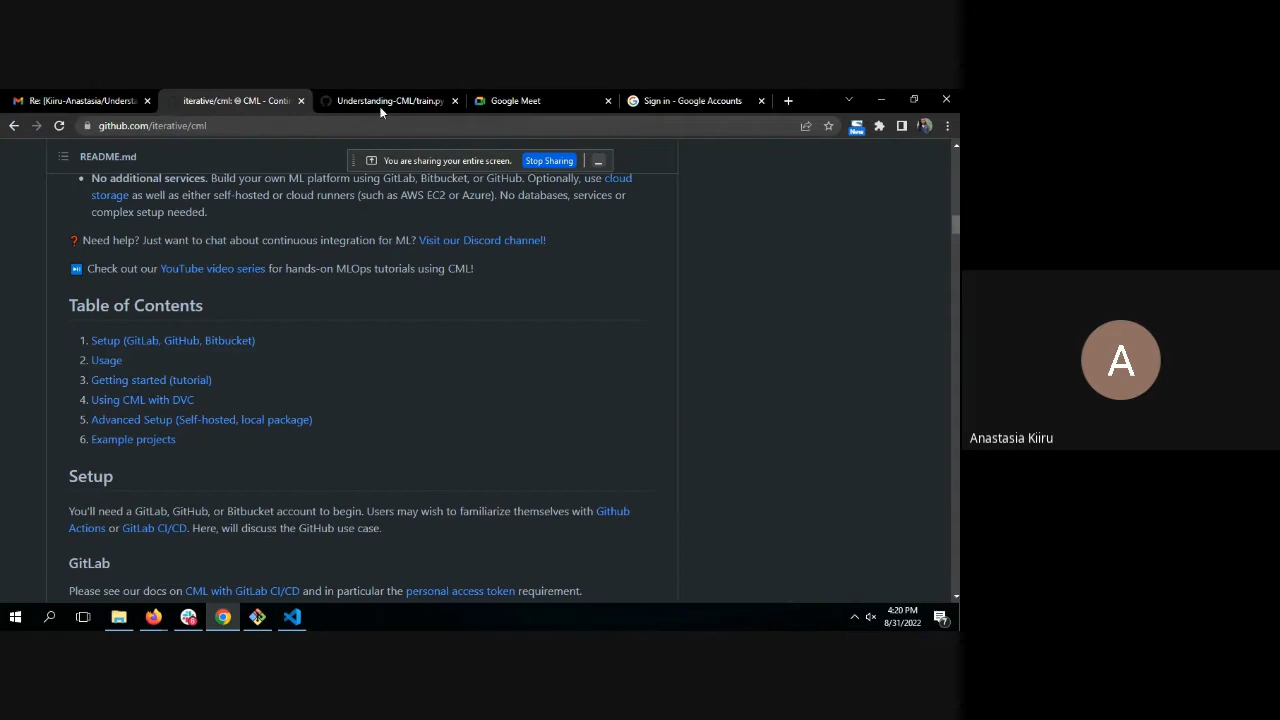 Re: [Kiiru-Anastasia/Understa
iterative/cml: ♾️ CML - Conti
Understanding-CML/train.py
Google Meet
Sign in - Google Accounts
github.com/iterative/cml
New
README.md
You are sharing your entire screen.
Stop Sharing
No additional services. Build your own ML platform using GitLab, Bitbucket, or GitHub. Optionally, use cloud
storage as well as either self-hosted or cloud runners (such as AWS EC2 or Azure). No databases, services or
complex setup needed.
❓ Need help? Just want to chat about continuous integration for ML? Visit our Discord channel!
⏯️ Check out our YouTube video series for hands-on MLOps tutorials using CML!
Table of Contents
1. Setup (GitLab, GitHub, Bitbucket)
2. Usage
3. Getting started (tutorial)
4. Using CML with DVC
5. Advanced Setup (Self-hosted, local package)
6. Example projects
Setup
You'll need a GitLab, GitHub, or Bitbucket account to begin. Users may wish to familiarize themselves with Github
Actions or GitLab CI/CD. Here, will discuss the GitHub use case.
GitLab
Please see our docs on CML with GitLab CI/CD and in particular the personal access token requirement.
A
Anastasia Kiiru
4:20 PM
8/31/2022
7